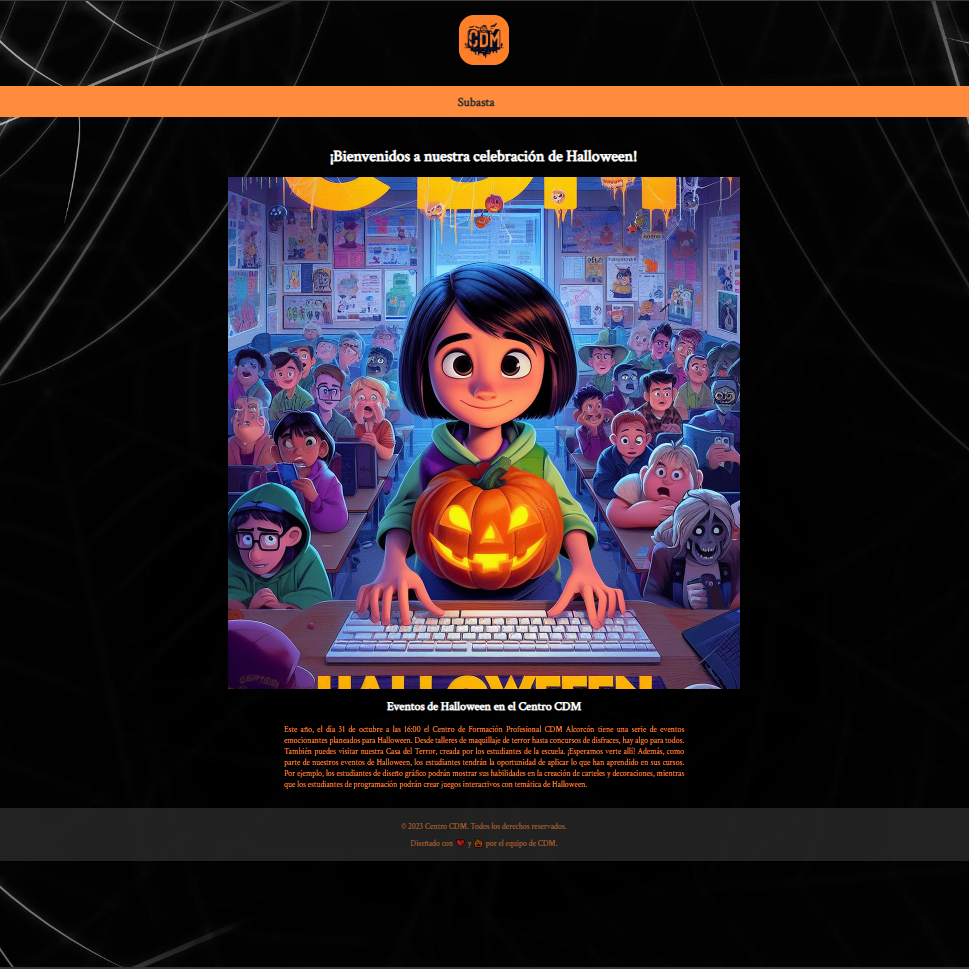 CDM
Subasta
¡Bienvenidos a nuestra celebración de Halloween!
HALLOWEEN
Eventos de Halloween en el Centro CDM
Este año, el día 31 de octubre a las 16:00 el Centro de Formación Profesional CDM Alcorcón tiene una serie de eventos
emocionantes planeados para Halloween. Desde talleres de maquillaje de terror hasta concursos de disfraces, hay algo para todos.
También puedes visitar nuestra Casa del Terror, creada por los estudiantes de la escuela. ¡Esperamos verte allí! Además, como
parte de nuestros eventos de Halloween, los estudiantes tendrán la oportunidad de aplicar lo que han aprendido en sus cursos.
Por ejemplo, los estudiantes de diseño gráfico podrán mostrar sus habilidades en la creación de carteles y decoraciones, mientras
que los estudiantes de programación podrán crear juegos interactivos con temática de Halloween.
© 2023 Centro CDM. Todos los derechos reservados.
Diseñado con ❤️ y 🎃 por el equipo de CDM.